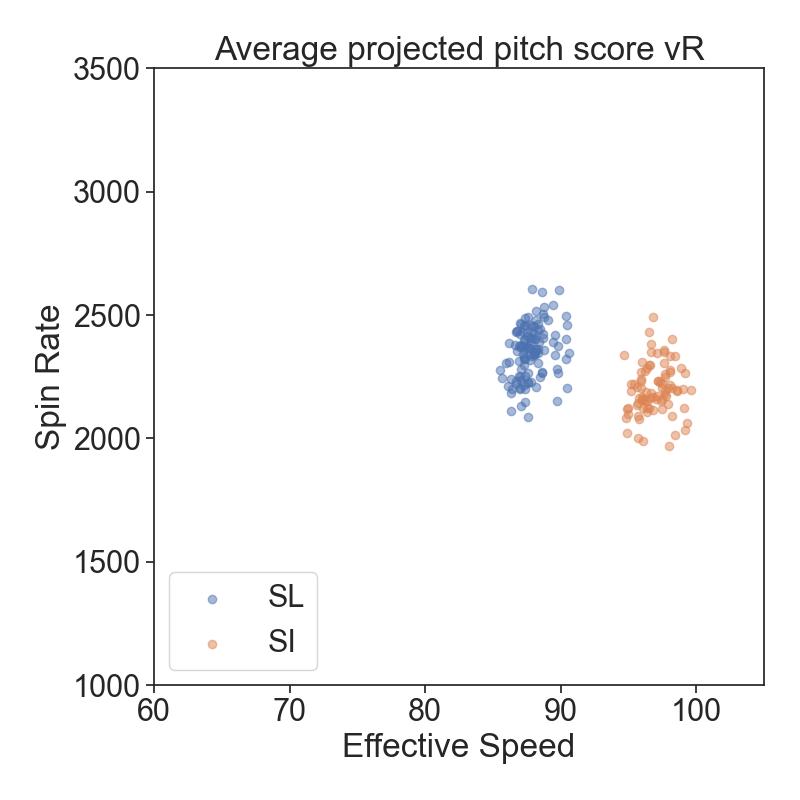 Average projected pitch score vR
3500
3000
2500
2000
1500
1000
Spin Rate
SL
SI
60 70 80 90 100
Effective Speed